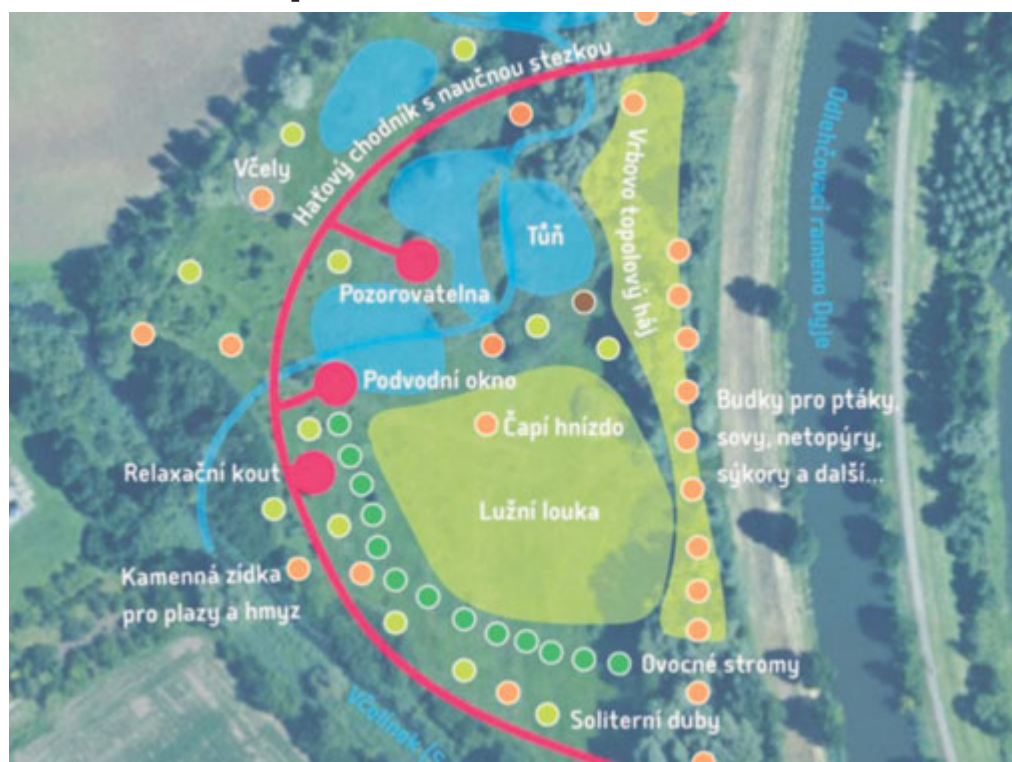 Haťový chodník s naučnou stezkou
Včely
Vrbovo topolový háj
Odlehčovací rameno Dyje
Tůň
Pozorovatelna
Podvodní okno
Budky pro ptáky,
sovy, netopýry,
sýkory a další...
Čapí hnízdo
Relaxační kout
Lužní louka
Kamenná zídka
pro plazy a hmyz
Ovocné stromy
Soliterní duby